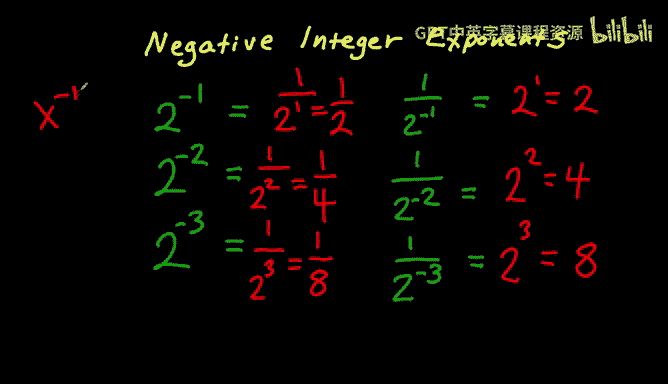 GPT中英字幕课程资源 bilibili
Negative Integer Exponents
2^-1 = 1/2^1 = 1/2 1/2^-1 = 2^1 = 2
2^-2 = 1/2^2 = 1/4 1/2^-2 = 2^2 = 4
2^-3 = 1/2^3 = 1/8 1/2^-3 = 2^3 = 8